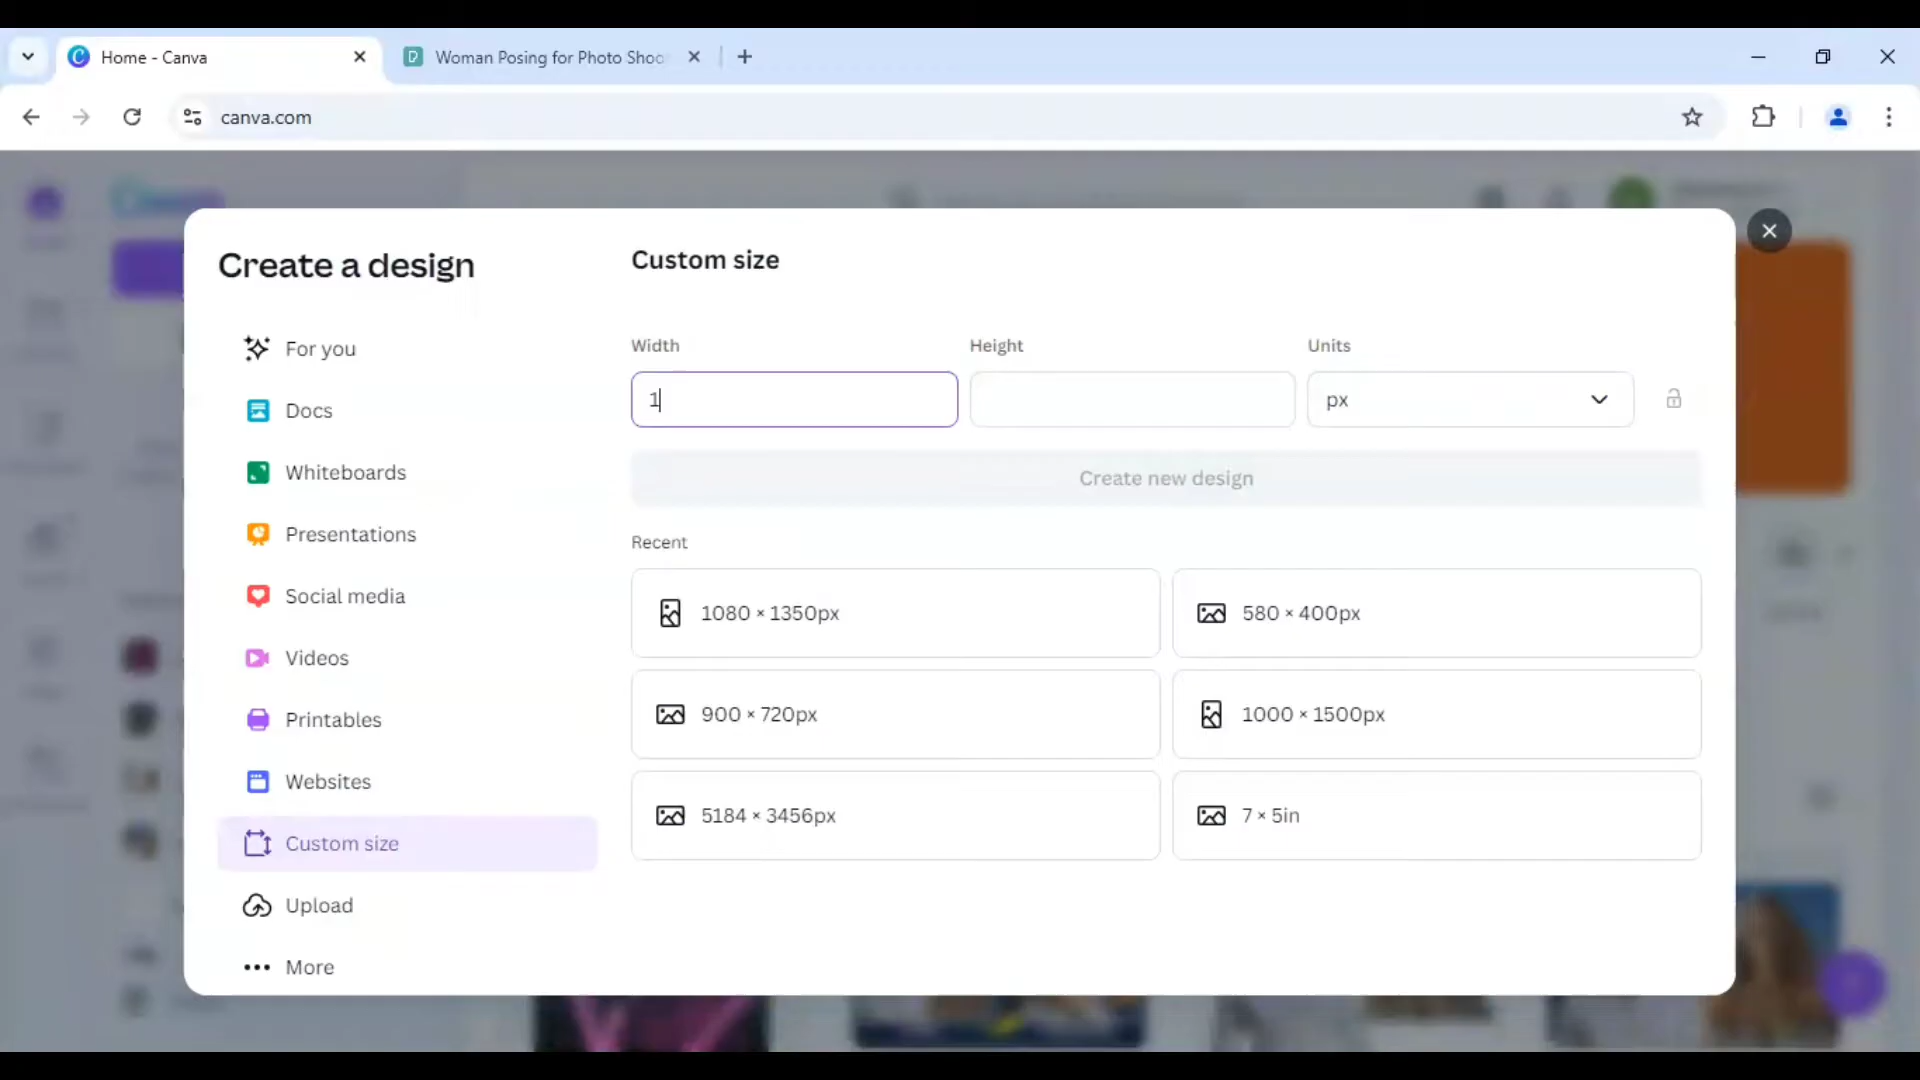 Home - Canva
Woman Posing for Photo Shoo
canva.com
Create a design
For you
Docs
Whiteboards
Presentations
Social media
Videos
Printables
Websites
Custom size
Upload
More
Custom size
Width Height Units
1 px
Create new design
Recent
1080 × 1350px 580 × 400px
900 × 720px 1000 × 1500px
5184 × 3456px 7 × 5in